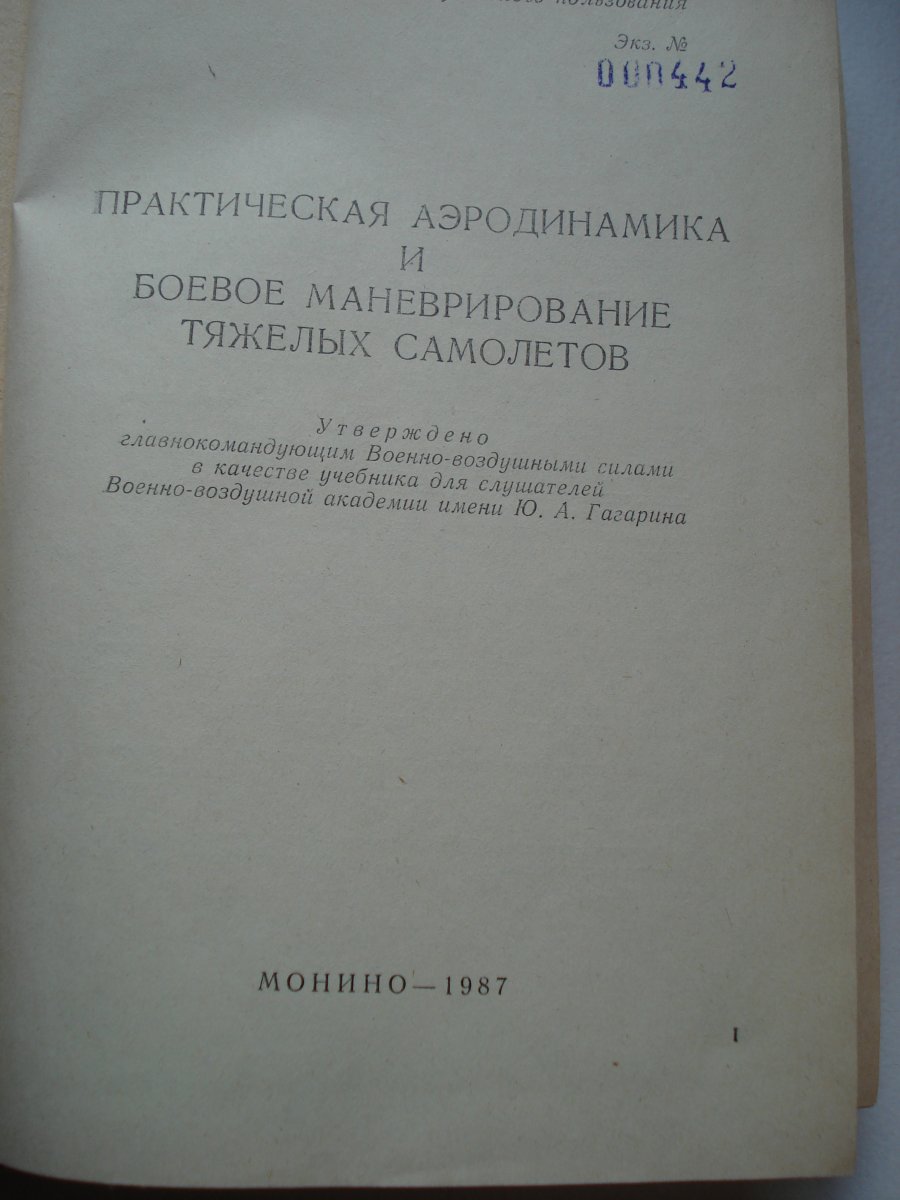 пользования
Экз. №
000442
ПРАКТИЧЕСКАЯ АЭРОДИНАМИКА
И
БОЕВОЕ МАНЕВРИРОВАНИЕ
ТЯЖЕЛЫХ САМОЛЕТОВ
Утверждено
главнокомандующим Военно-воздушными силами
в качестве учебника для слушателей
Военно-воздушной академии имени Ю. А. Гагарина
МОНИНО—1987
I